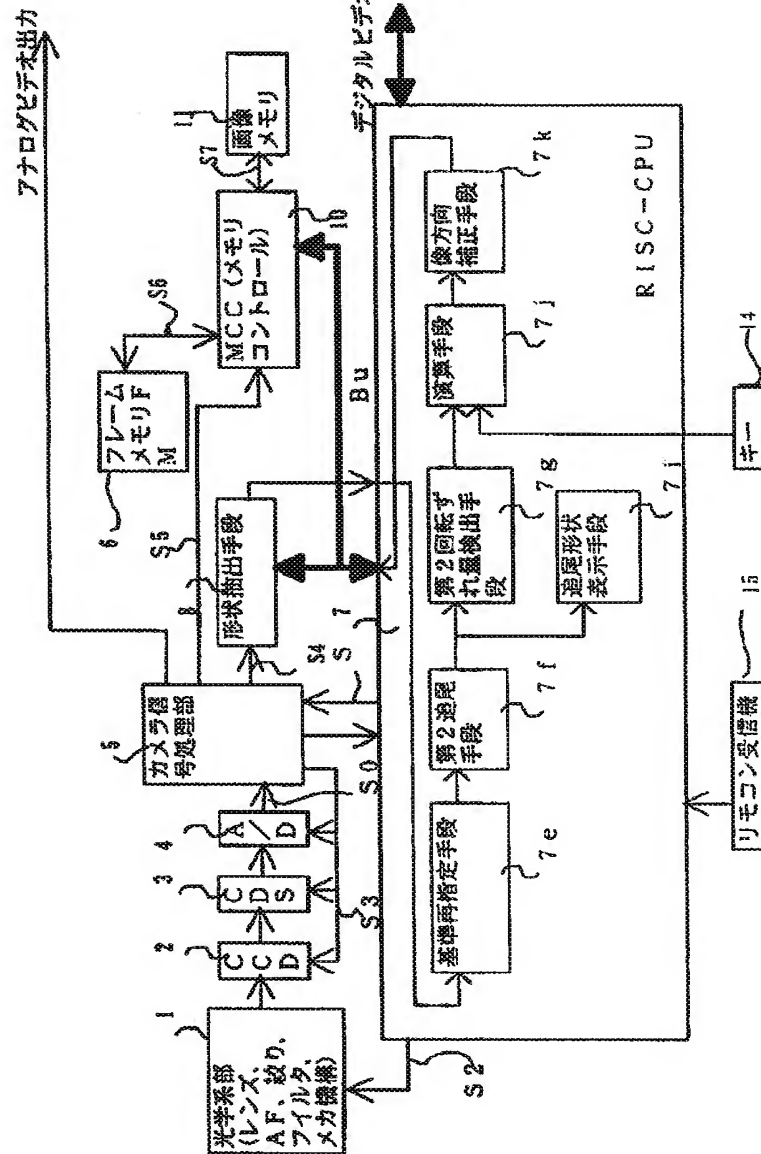 アナログビデオ出力
1
光学系部
(レンズ、
AF、絞り、
フィルタ、
メカ機構)
2
CCD
3
CDS
4
A/D
S3
S0
5
カメラ信
号処理部
S4
S
S5
8
形状抽出手段
6
フレーム
メモリF
M
S6
MCC(メモリ
コントロール)
10
S7
11
画像
メモリ
Bu
デジタルビデオ
S2
7
基準再指定手段
7e
第2追尾
手段
7f
第2回転ず
れ量検出手
段
7g
追尾形状
表示手段
7i
演算手段
7j
像方向
補正手段
7k
RISC-CPU
リモコン受信機
15
キー
14